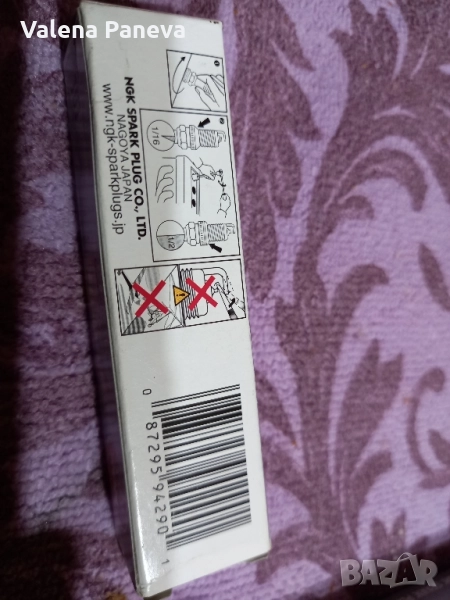 Valena Paneva
NGK SPARK PLUG CO., LTD.
NAGOYA JAPAN
www.ngk-sparkplugs.jp
1/16
1/2
0 87295 94290 1
BAZAR